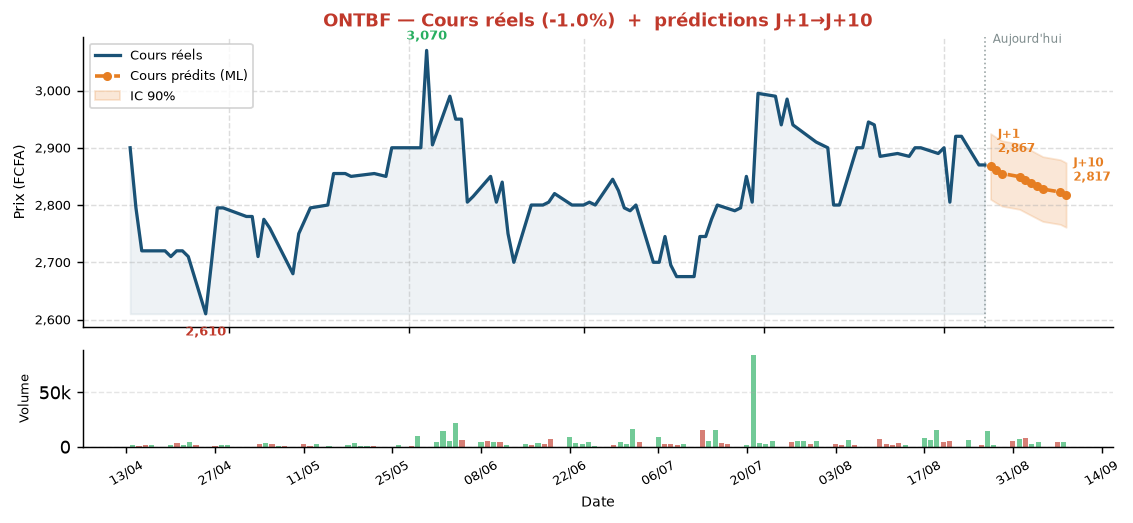 ONTBF — Cours réels (-1.0%) + prédictions J+1→J+10
3,070
Aujourd'hui
Cours réels
Cours prédits (ML)
IC 90%
Prix (FCFA)
3,000
2,900
2,800
2,700
2,600
J+1
2,867
J+10
2,817
2,610
Volume
50k
0
13/04
27/04
11/05
25/05
08/06
22/06
06/07
20/07
03/08
17/08
31/08
14/09
Date